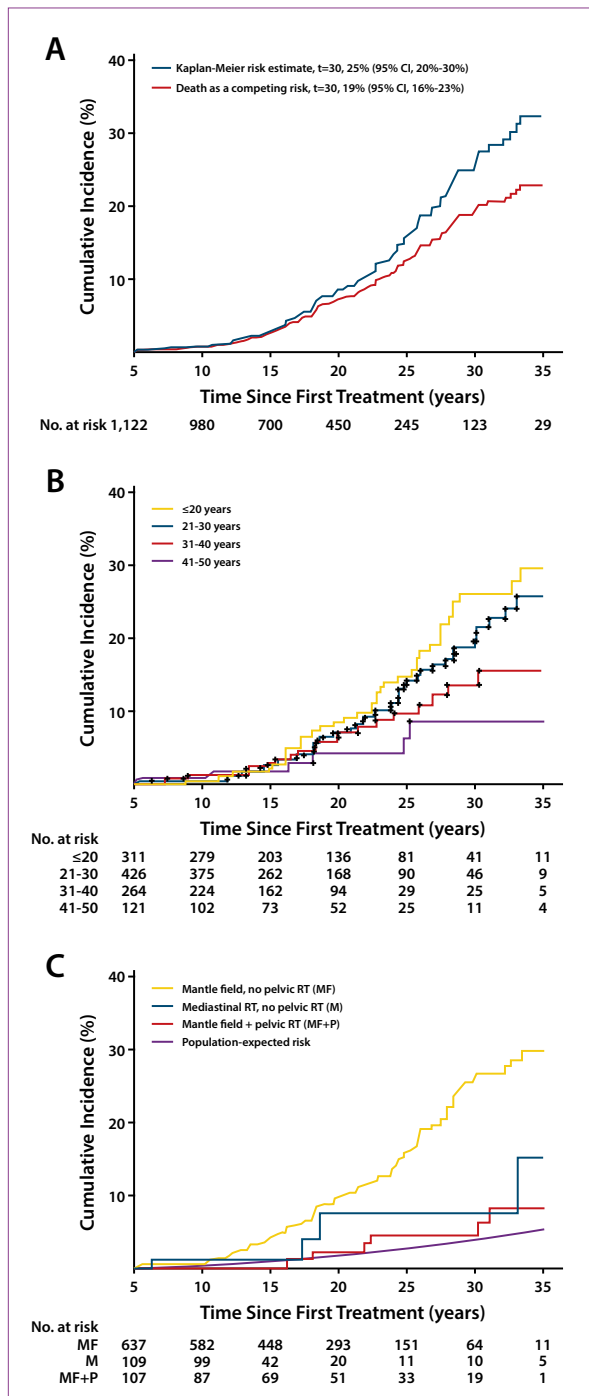 A
Cumulative Incidence (%)
40
30
20
10
Kaplan-Meier risk estimate, t=30, 25% (95% CI, 20%-30%)
Death as a competing risk, t=30, 19% (95% CI, 16%-23%)
5 10 15 20 25 30 35
Time Since First Treatment (years)
No. at risk 1,122 980 700 450 245 123 29
B
Cumulative Incidence (%)
40
30
20
10
≤20 years
21-30 years
31-40 years
41-50 years
5 10 15 20 25 30 35
Time Since First Treatment (years)
No. at risk
≤20 311 279 203 136 81 41 11
21-30 426 375 262 168 90 46 9
31-40 264 224 162 94 29 25 5
41-50 121 102 73 52 25 11 4
C
Cumulative Incidence (%)
40
30
20
10
Mantle field, no pelvic RT (MF)
Mediastinal RT, no pelvic RT (M)
Mantle field + pelvic RT (MF+P)
Population-expected risk
5 10 15 20 25 30 35
Time Since First Treatment (years)
No. at risk
MF 637 582 448 293 151 64 11
M 109 99 42 20 11 10 5
MF+P 107 87 69 51 33 19 1